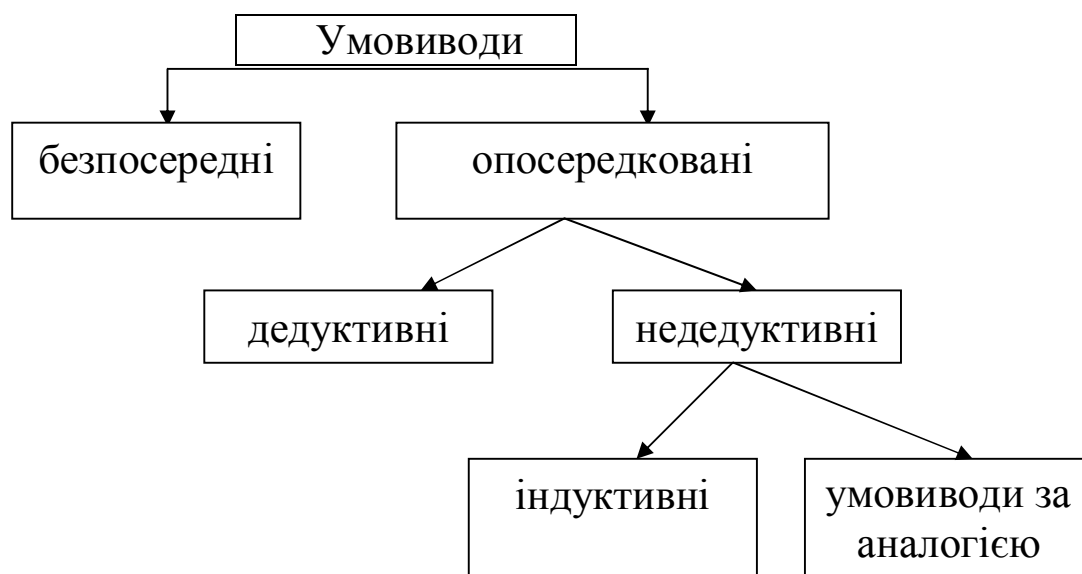 Умовиводи
безпосередні
опосередковані
дедуктивні
недедуктивні
індуктивні
умовиводи за
аналогією